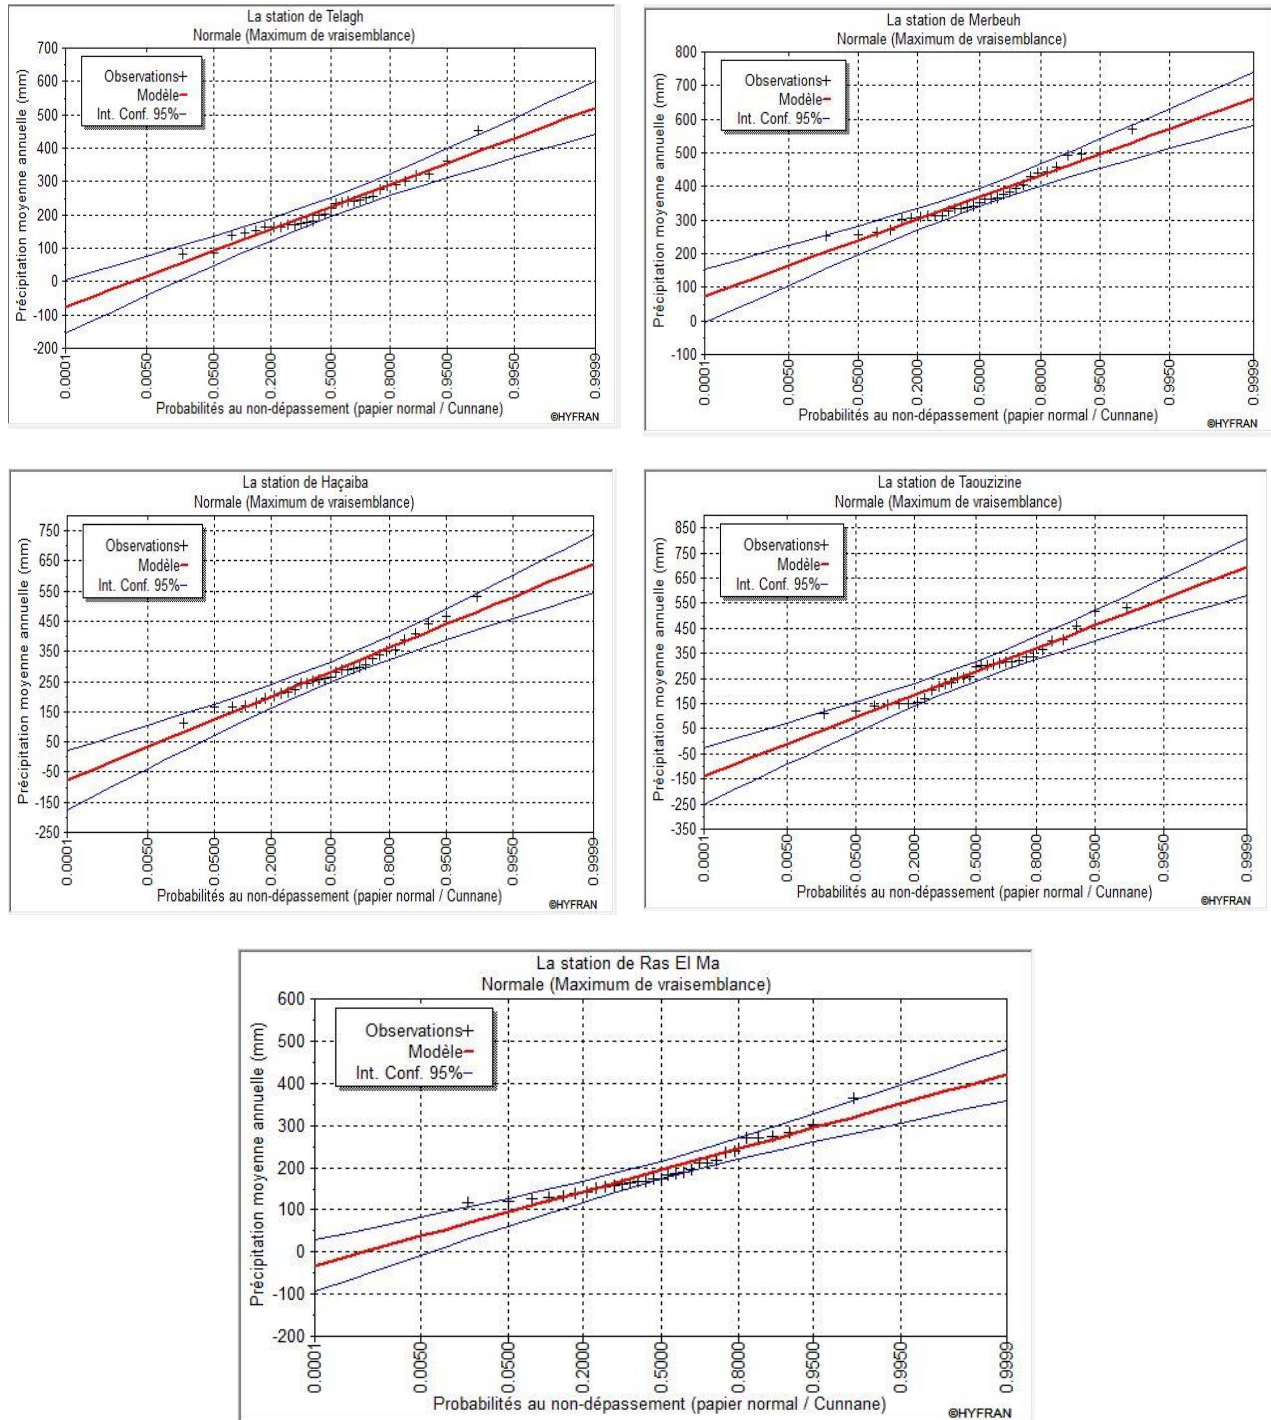 La station de Telagh
Normale (Maximum de vraisemblance)
Précipitation moyenne annuelle (mm)
700
600
500
400
300
200
100
0
-100
-200
Observations+
Modèle
Int. Conf. 95%
0.0001
0.0050
0.0500
0.2000
0.5000
0.8000
0.9500
0.9950
0.9999
Probabilités au non-dépassement (papier normal / Cunnane)
©HYFRAN
La station de Merbeuh
Normale (Maximum de vraisemblance)
Précipitation moyenne annuelle (mm)
800
700
600
500
400
300
200
100
0
-100
Observations+
Modèle
Int. Conf. 95%
0.0001
0.0050
0.0500
0.2000
0.5000
0.8000
0.9500
0.9950
0.9999
Probabilités au non-dépassement (papier normal / Cunnane)
©HYFRAN
La station de Haçaiba
Normale (Maximum de vraisemblance)
Précipitation moyenne annuelle (mm)
750
650
550
450
350
250
150
50
-50
-150
-250
Observations+
Modèle
Int. Conf. 95%
0.0001
0.0050
0.0500
0.2000
0.5000
0.8000
0.9500
0.9950
0.9999
Probabilités au non-dépassement (papier normal / Cunnane)
©HYFRAN
La station de Taouzizine
Normale (Maximum de vraisemblance)
Précipitation moyenne annuelle (mm)
850
750
650
550
450
350
250
150
50
-50
-150
-250
-350
Observations+
Modèle
Int. Conf. 95%
0.0001
0.0050
0.0500
0.2000
0.5000
0.8000
0.9500
0.9950
0.9999
Probabilités au non-dépassement (papier normal / Cunnane)
©HYFRAN
La station de Ras El Ma
Normale (Maximum de vraisemblance)
Précipitation moyenne annuelle (mm)
600
500
400
300
200
100
0
-100
-200
Observations+
Modèle
Int. Conf. 95%
0.0001
0.0050
0.0500
0.2000
0.5000
0.8000
0.9500
0.9950
0.9999
Probabilités au non-dépassement (papier normal / Cunnane)
©HYFRAN